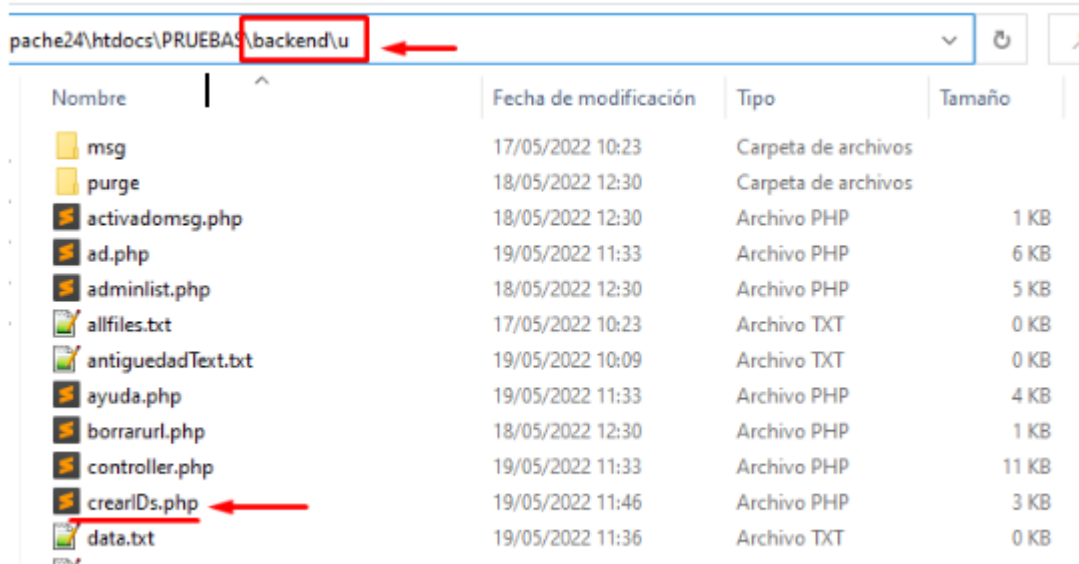 pache24\htdocs\PRUEBAS\backend\u
Nombre Fecha de modificación Tipo Tamaño
msg 17/05/2022 10:23 Carpeta de archivos
purge 18/05/2022 12:30 Carpeta de archivos
activadomsg.php 18/05/2022 12:30 Archivo PHP 1 KB
ad.php 19/05/2022 11:33 Archivo PHP 6 KB
adminlist.php 18/05/2022 12:30 Archivo PHP 5 KB
allfiles.txt 17/05/2022 10:23 Archivo TXT 0 KB
antiguedadText.txt 19/05/2022 10:09 Archivo TXT 0 KB
ayuda.php 19/05/2022 11:33 Archivo PHP 4 KB
borrarurl.php 18/05/2022 12:30 Archivo PHP 1 KB
controller.php 19/05/2022 11:33 Archivo PHP 11 KB
crearIDs.php 19/05/2022 11:46 Archivo PHP 3 KB
data.txt 19/05/2022 11:36 Archivo TXT 0 KB